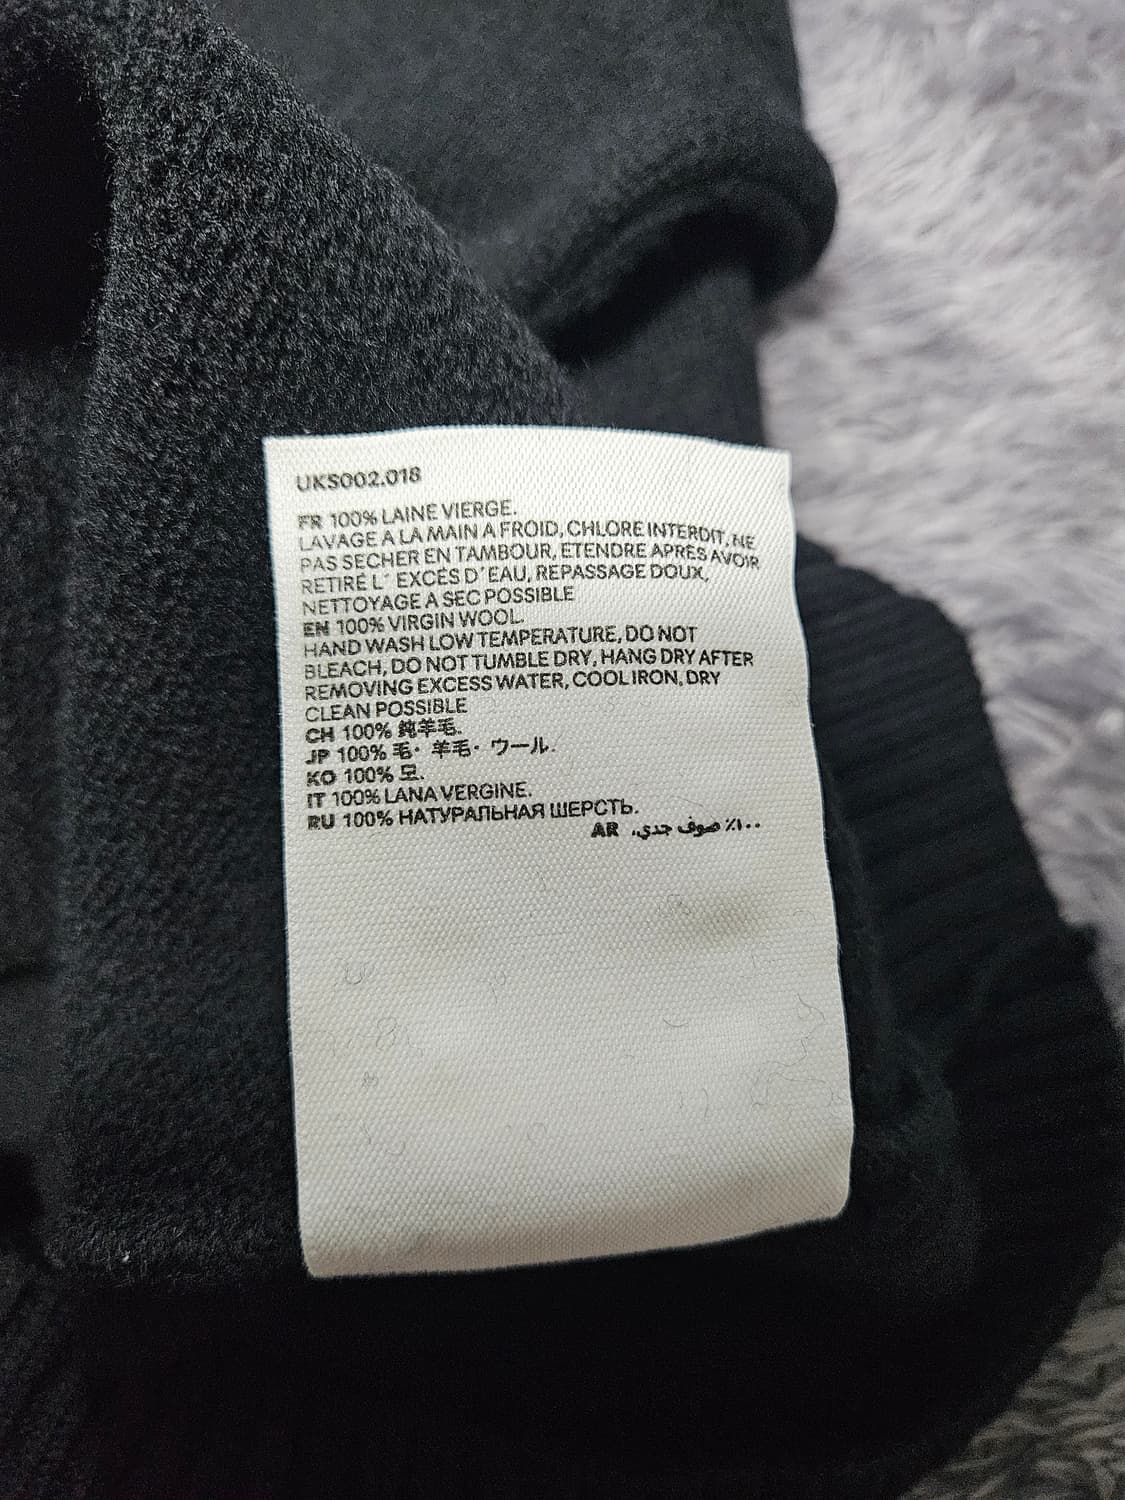 UKS002.018
FR 100% LAINE VIERGE.
LAVAGE A LA MAIN A FROID, CHLORE INTERDIT, NE
PAS SECHER EN TAMBOUR, ETENDRE APRÈS AVOIR
RETIRÉ L' EXCÉS D'EAU, REPASSAGE DOUX,
NETTOYAGE A SEC POSSIBLE
EN 100% VIRGIN WOOL.
HAND WASH LOW TEMPERATURE, DO NOT
BLEACH, DO NOT TUMBLE DRY, HANG DRY AFTER
REMOVING EXCESS WATER, COOL IRON, DRY
CLEAN POSSIBLE
CH 100% 純羊毛.
JP 100% 毛・羊毛・ウール.
KO 100% 모.
IT 100% LANA VERGINE.
RU 100% НАТУРАЛЬНАЯ ШЕРСТЬ.
AR ١٠٠٪ صوف جدي.